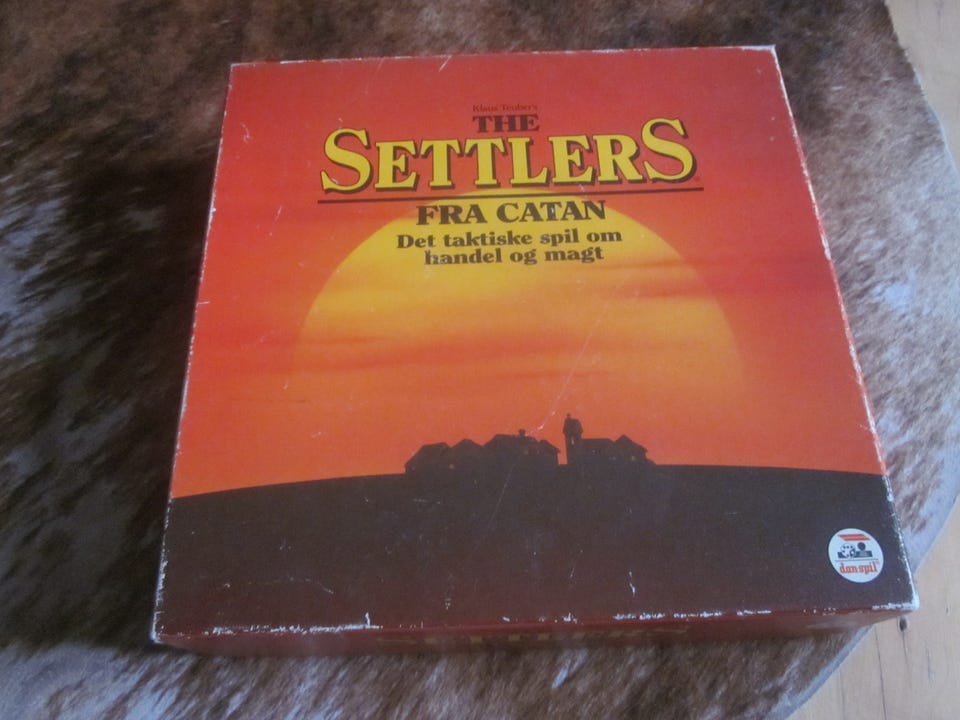 Klaus Teuber's
THE
SETTLERS
FRA CATAN
Det taktiske spil om
handel og magt
dan-spil